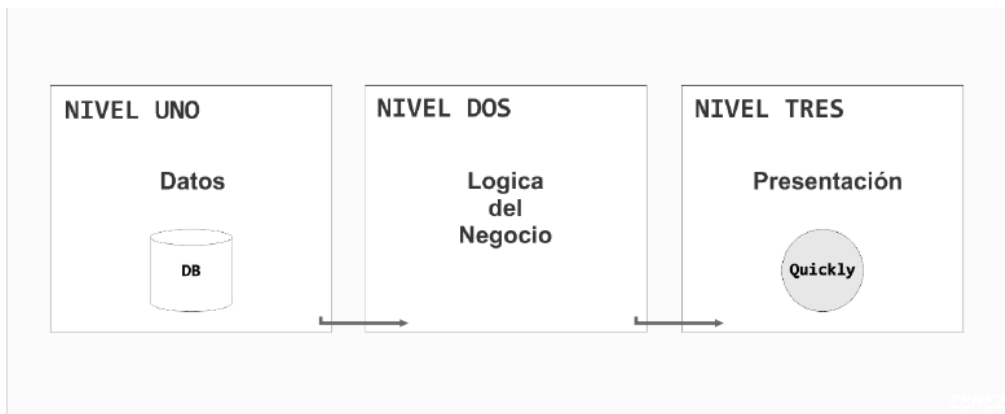 NIVEL UNO
Datos
DB
NIVEL DOS
Logica
del
Negocio
NIVEL TRES
Presentación
Quickly